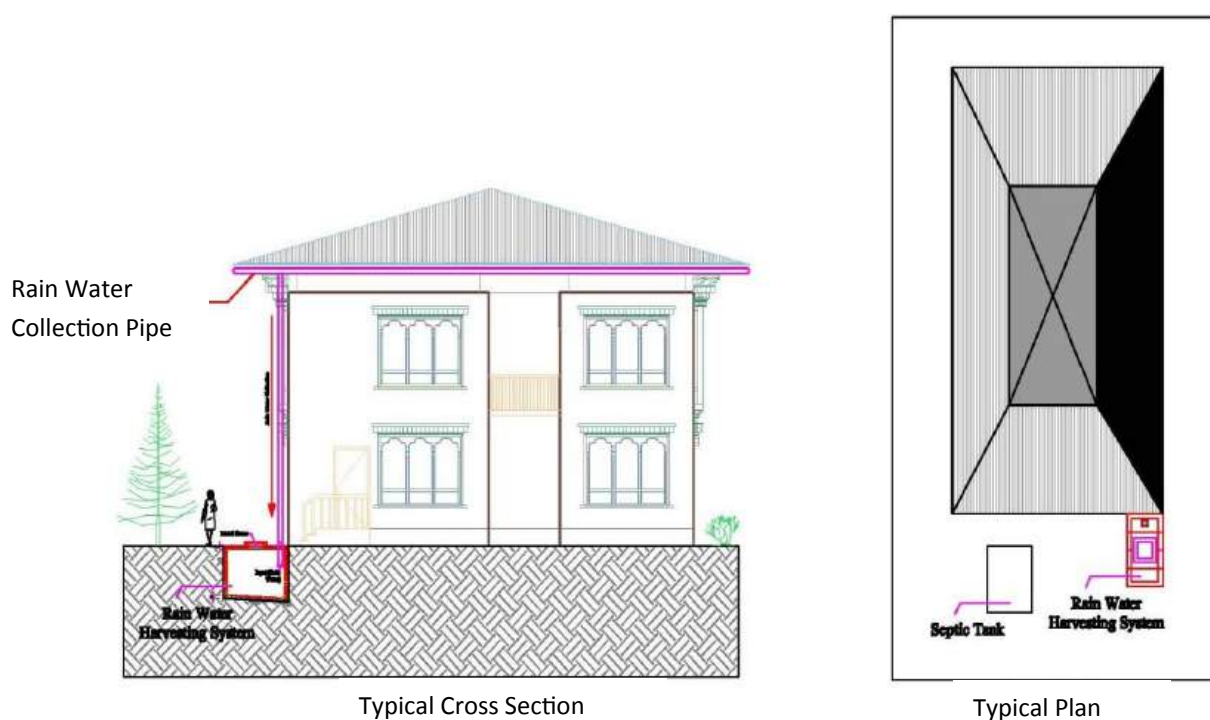 Rain Water
Collection Pipe
Rain Water
Harvesting System
Typical Cross Section
Septic Tank
Rain Water
Harvesting System
Typical Plan